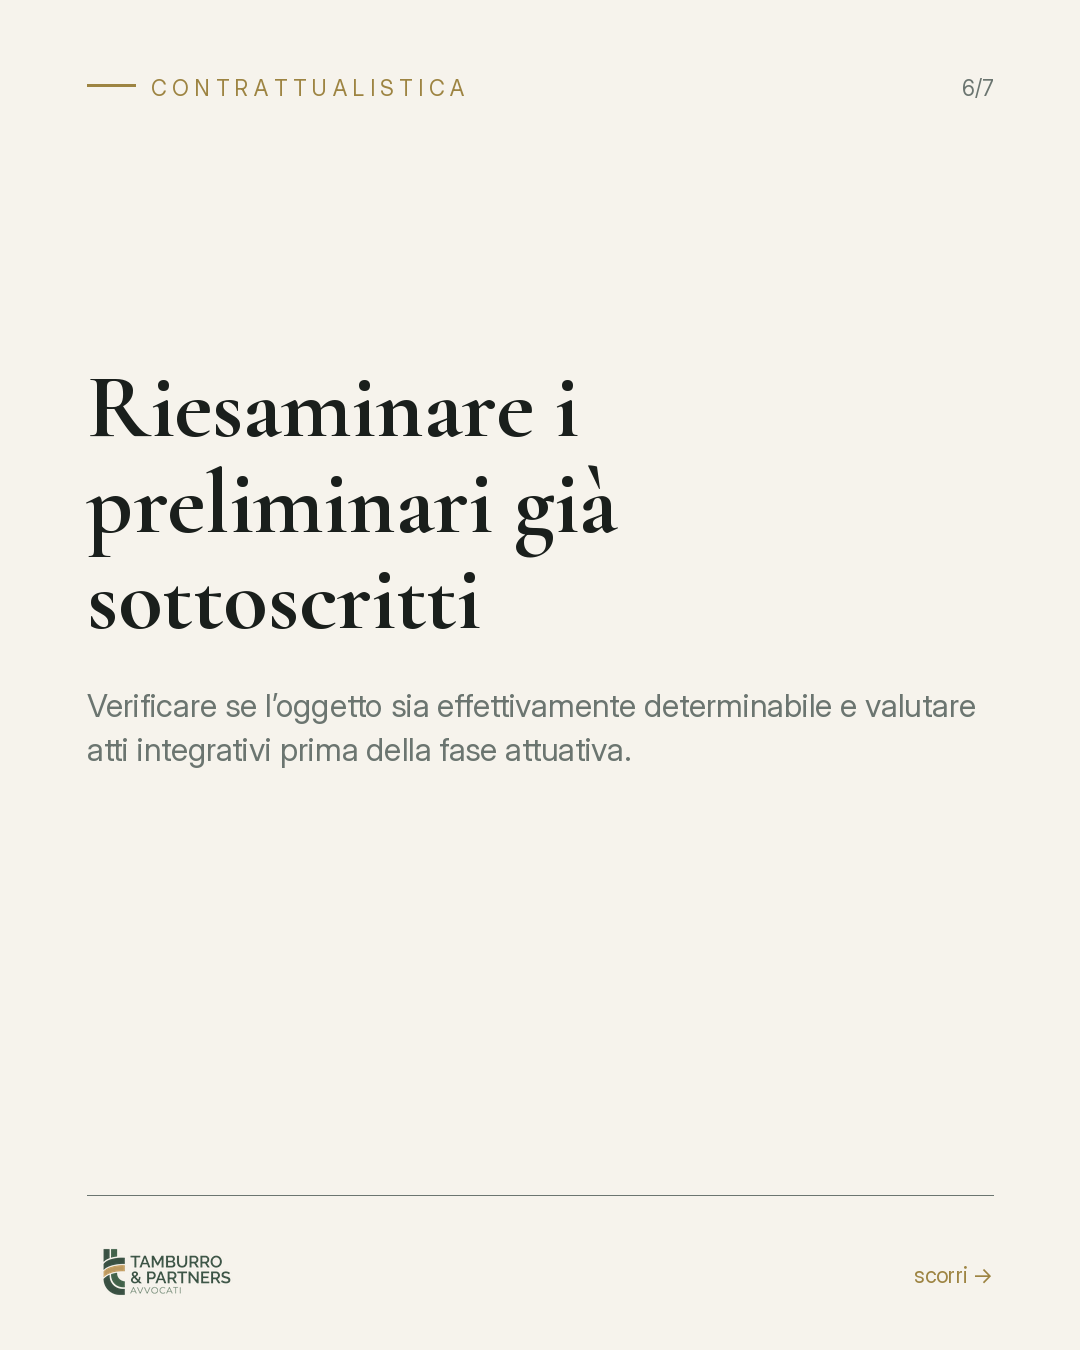 CONTRATTUALISTICA
6/7
Riesaminare i
preliminari già
sottoscritti
Verificare se l’oggetto sia effettivamente determinabile e valutare
atti integrativi prima della fase attuativa.
TAMBURRO
& PARTNERS
AVVOCATI
scorri →